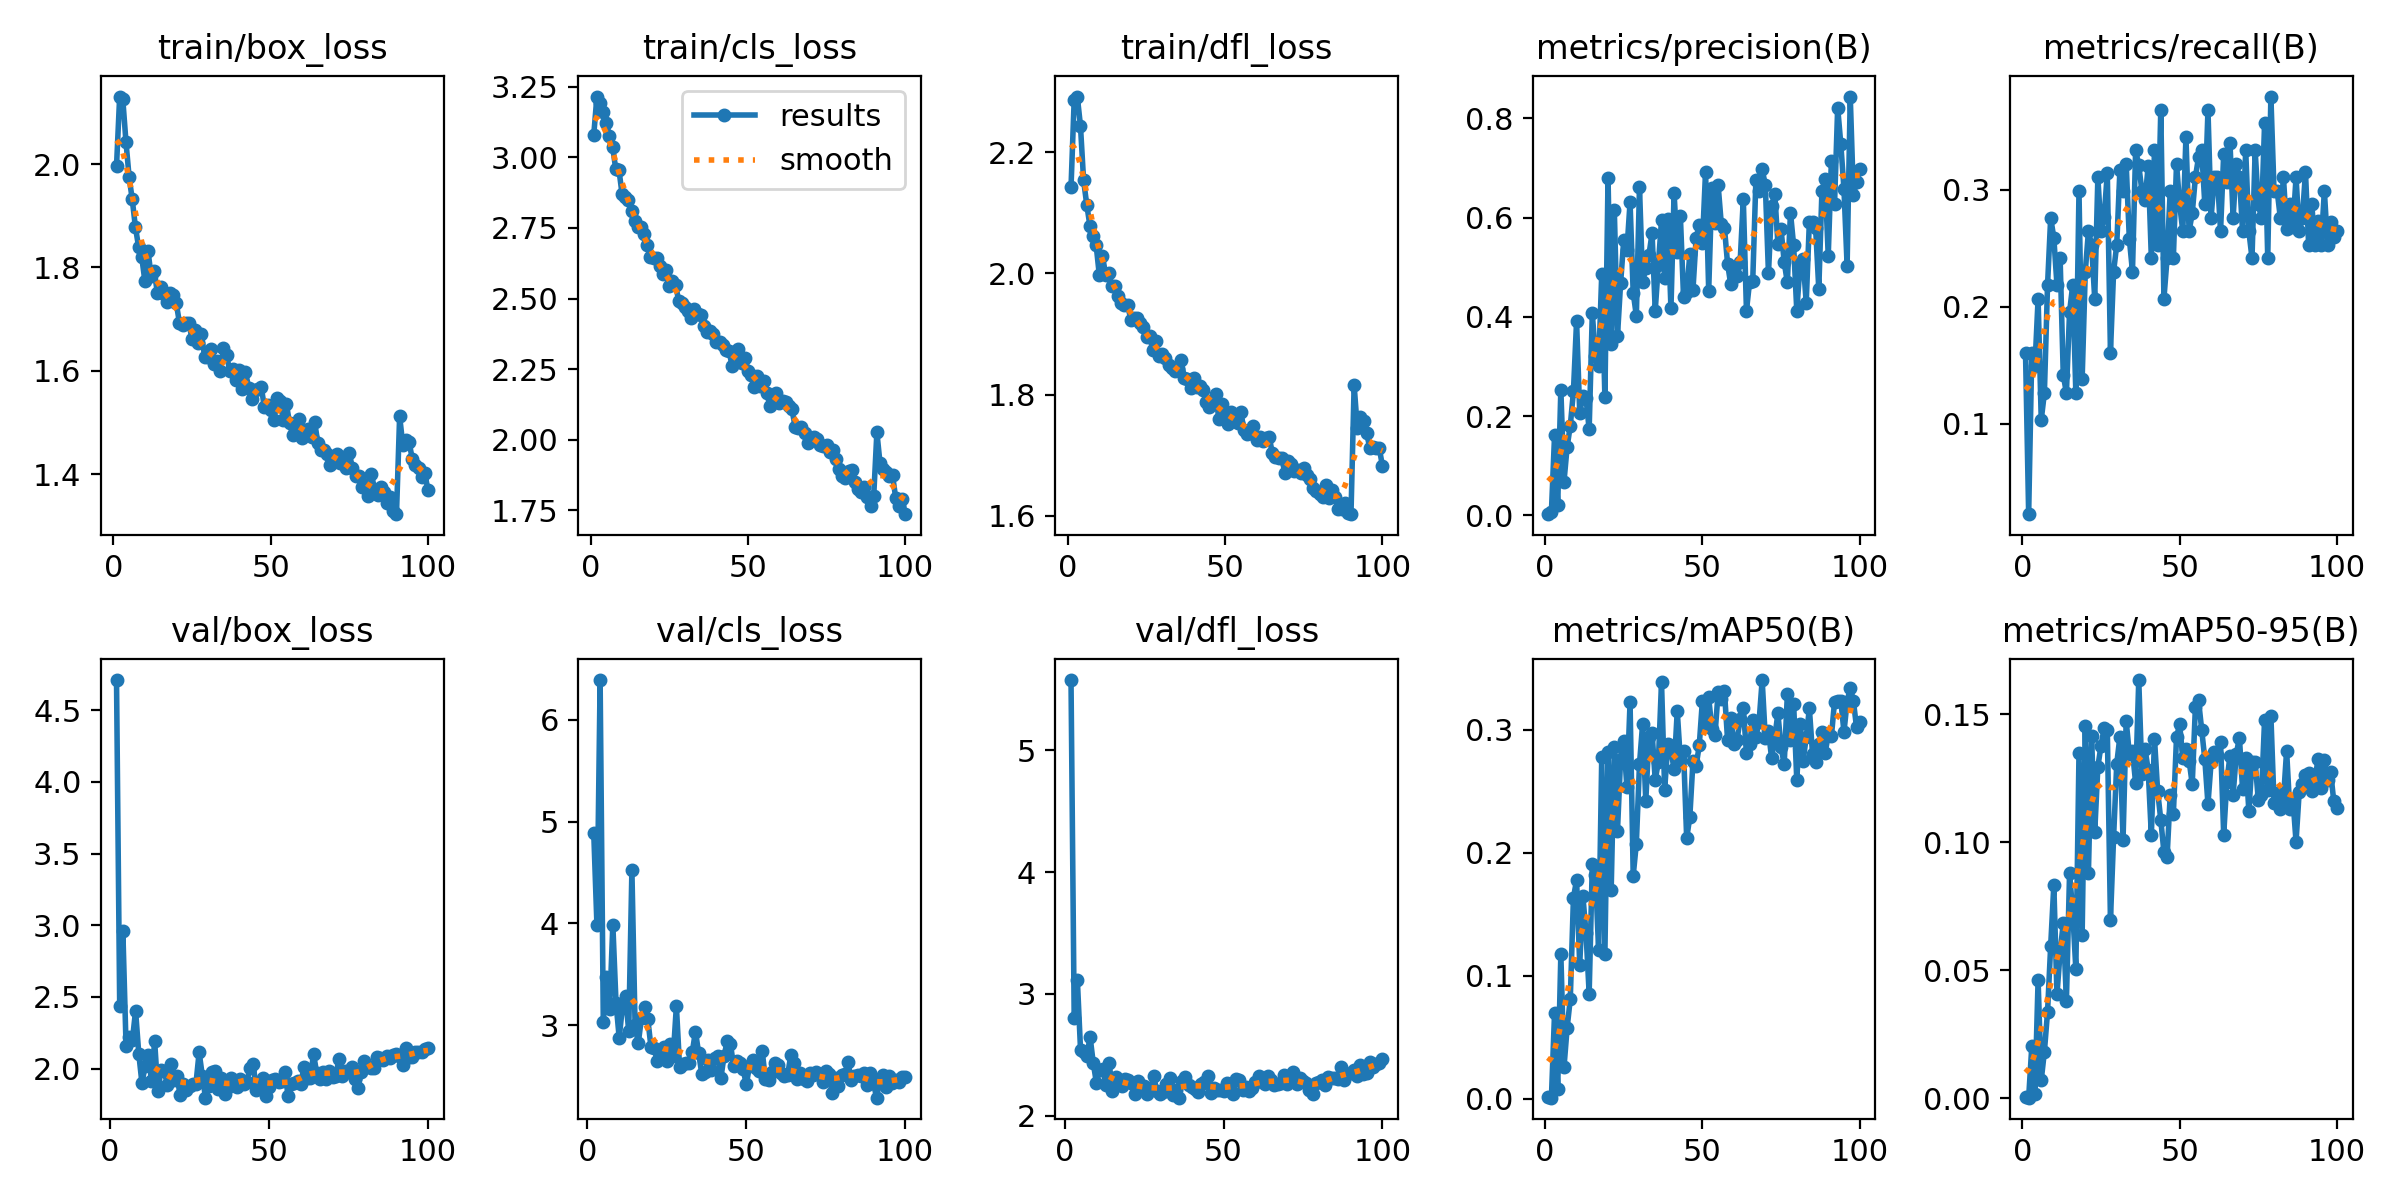 train/box_loss
2.0
1.8
1.6
1.4
0 50 100
train/cls_loss
results
smooth
3.25
3.00
2.75
2.50
2.25
2.00
1.75
0 50 100
train/dfl_loss
2.2
2.0
1.8
1.6
0 50 100
metrics/precision(B)
0.8
0.6
0.4
0.2
0.0
0 50 100
metrics/recall(B)
0.3
0.2
0.1
0 50 100
val/box_loss
4.5
4.0
3.5
3.0
2.5
2.0
0 50 100
val/cls_loss
6
5
4
3
0 50 100
val/dfl_loss
5
4
3
2
0 50 100
metrics/mAP50(B)
0.3
0.2
0.1
0.0
0 50 100
metrics/mAP50-95(B)
0.15
0.10
0.05
0.00
0 50 100